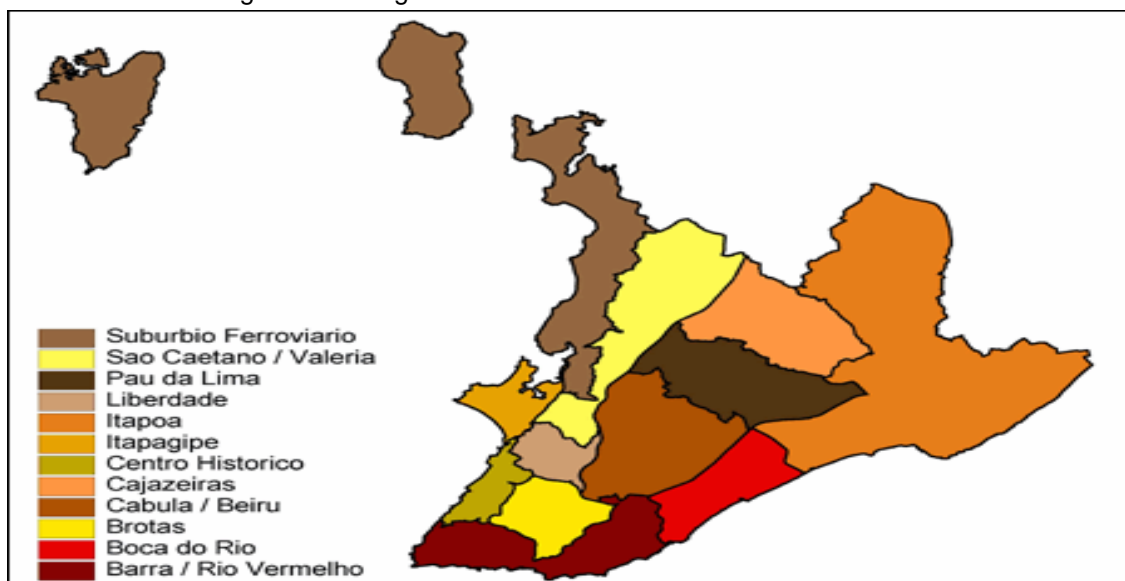 Suburbio Ferroviario
Sao Caetano / Valeria
Pau da Lima
Liberdade
Itapoa
Itapagipe
Centro Historico
Cajazeiras
Cabula / Beiru
Brotas
Boca do Rio
Barra / Rio Vermelho